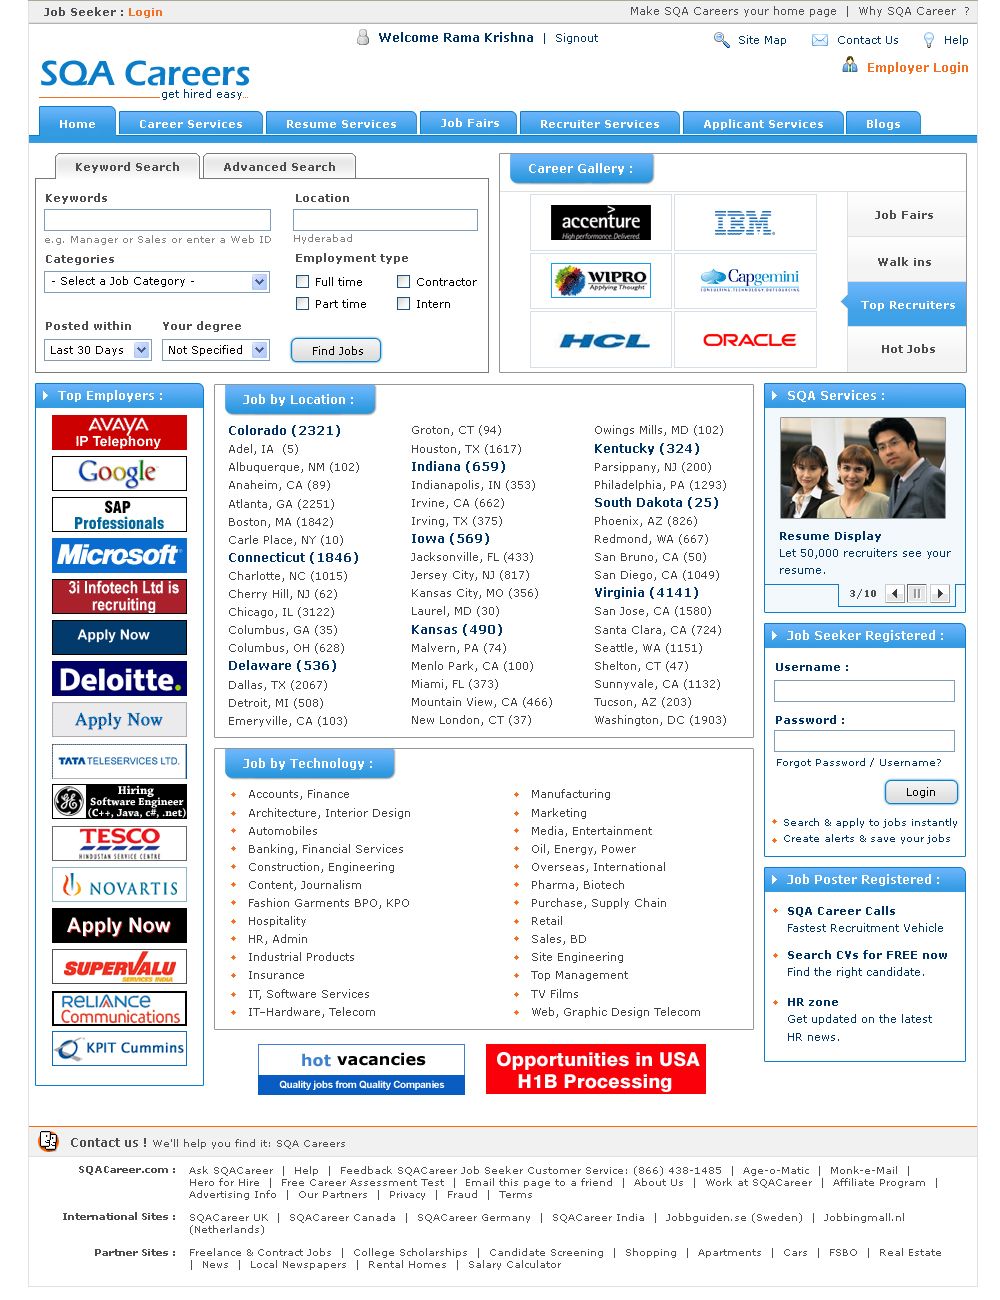 Job Seeker : Login
Make SQA Careers your home page | Why SQA Career ?
Welcome Rama Krishna | Signout
Site Map
Contact Us
Help
Employer Login
SQA Careers
get hired easy...
Home
Career Services
Resume Services
Job Fairs
Recruiter Services
Applicant Services
Blogs
Keyword Search
Advanced Search
Keywords
Location
e.g. Manager or Sales or enter a Web ID
Hyderabad
Categories
Employment type
- Select a Job Category -
Full time
Contractor
Part time
Intern
Posted within
Your degree
Last 30 Days
Not Specified
Find Jobs
Career Gallery :
accenture
High performance. Delivered.
IBM
WIPRO
Applying Thought
Capgemini
CONSULTING.TECHNOLOGY.OUTSOURCING
HCL
ORACLE
Job Fairs
Walk ins
Top Recruiters
Hot Jobs
Top Employers :
AVAYA
IP Telephony
Google
SAP
Professionals
Microsoft
3i Infotech Ltd is
recruiting
Apply Now
Deloitte.
Apply Now
TATA TELESERVICES LTD.
GE
Hiring
Software Engineer
(C++, Java, c#, .net)
TESCO
HINDUSTAN SERVICE CENTRE
NOVARTIS
Apply Now
SUPERVALU
SERVICES INDIA
RELIANCE
Communications
KPIT Cummins
Job by Location :
Colorado (2321)
Adel, IA (5)
Albuquerque, NM (102)
Anaheim, CA (89)
Atlanta, GA (2251)
Boston, MA (1842)
Carle Place, NY (10)
Connecticut (1846)
Charlotte, NC (1015)
Cherry Hill, NJ (62)
Chicago, IL (3122)
Columbus, GA (35)
Columbus, OH (628)
Delaware (536)
Dallas, TX (2067)
Detroit, MI (508)
Emeryville, CA (103)
Groton, CT (94)
Houston, TX (1617)
Indiana (659)
Indianapolis, IN (353)
Irvine, CA (662)
Irving, TX (375)
Iowa (569)
Jacksonville, FL (433)
Jersey City, NJ (817)
Kansas City, MO (356)
Laurel, MD (30)
Kansas (490)
Malvern, PA (74)
Menlo Park, CA (100)
Miami, FL (373)
Mountain View, CA (466)
New London, CT (37)
Owings Mills, MD (102)
Kentucky (324)
Parsippany, NJ (200)
Philadelphia, PA (1293)
South Dakota (25)
Phoenix, AZ (826)
Redmond, WA (667)
San Bruno, CA (50)
San Diego, CA (1049)
Virginia (4141)
San Jose, CA (1580)
Santa Clara, CA (724)
Seattle, WA (1151)
Shelton, CT (47)
Sunnyvale, CA (1132)
Tucson, AZ (203)
Washington, DC (1903)
Job by Technology :
Accounts, Finance
Architecture, Interior Design
Automobiles
Banking, Financial Services
Construction, Engineering
Content, Journalism
Fashion Garments BPO, KPO
Hospitality
HR, Admin
Industrial Products
Insurance
IT, Software Services
IT-Hardware, Telecom
Manufacturing
Marketing
Media, Entertainment
Oil, Energy, Power
Overseas, International
Pharma, Biotech
Purchase, Supply Chain
Retail
Sales, BD
Site Engineering
Top Management
TV Films
Web, Graphic Design Telecom
hot vacancies
Quality jobs from Quality Companies
Opportunities in USA
H1B Processing
SQA Services :
Resume Display
Let 50,000 recruiters see your
resume.
3/10
Job Seeker Registered :
Username :
Password :
Forgot Password / Username?
Login
Search & apply to jobs instantly
Create alerts & save your jobs
Job Poster Registered :
SQA Career Calls
Fastest Recruitment Vehicle
Search CVs for FREE now
Find the right candidate.
HR zone
Get updated on the latest
HR news.
Contact us ! We'll help you find it: SQA Careers
SQACareer.com : Ask SQACareer | Help | Feedback SQACareer Job Seeker Customer Service: (866) 438-1485 | Age-o-Matic | Monk-e-Mail |
Hero for Hire | Free Career Assessment Test | Email this page to a friend | About Us | Work at SQACareer | Affiliate Program |
Advertising Info | Our Partners | Privacy | Fraud | Terms
International Sites : SQACareer UK | SQACareer Canada | SQACareer Germany | SQACareer India | Jobbguiden.se (Sweden) | Jobbingmall.nl
(Netherlands)
Partner Sites : Freelance & Contract Jobs | College Scholarships | Candidate Screening | Shopping | Apartments | Cars | FSBO | Real Estate
| News | Local Newspapers | Rental Homes | Salary Calculator